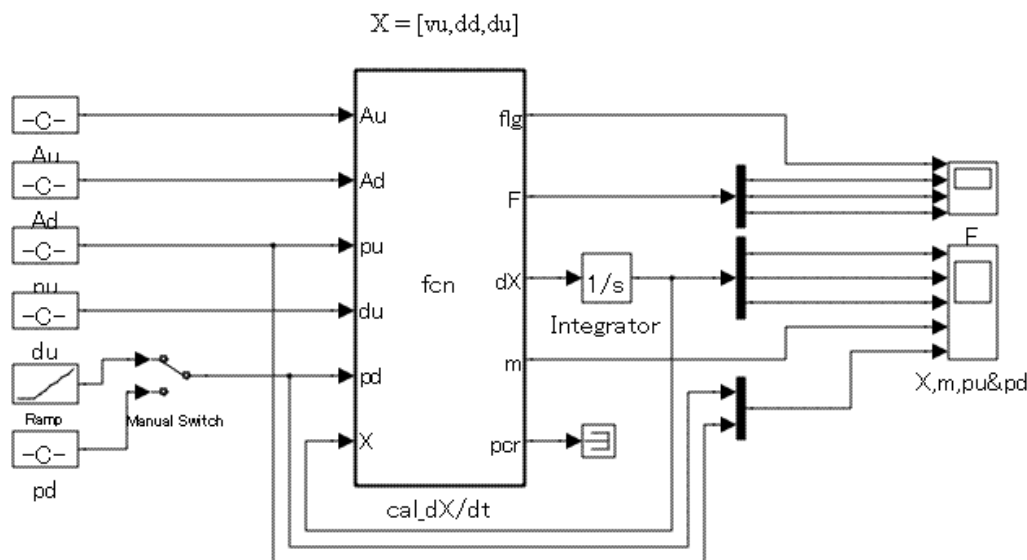 X = [vu,dd,du]
-C-
Au
-C-
Ad
-C-
pu
-C-
du
Ramp
-C-
pd
Manual Switch
Au
Ad
pu
du
pd
X
fcn
flg
F
dX
m
pcr
cal_dX/dt
1/s
Integrator
F
X,m,pu&pd